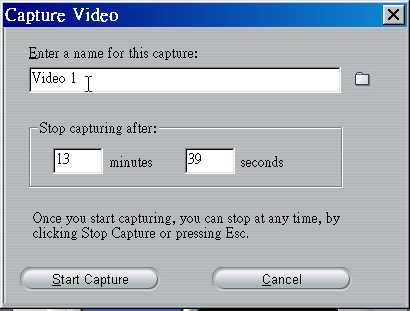 Capture Video
Enter a name for this capture:
Video 1
Stop capturing after:
13 minutes 39 seconds
Once you start capturing, you can stop at any time, by
clicking Stop Capture or pressing Esc.
Start Capture Cancel